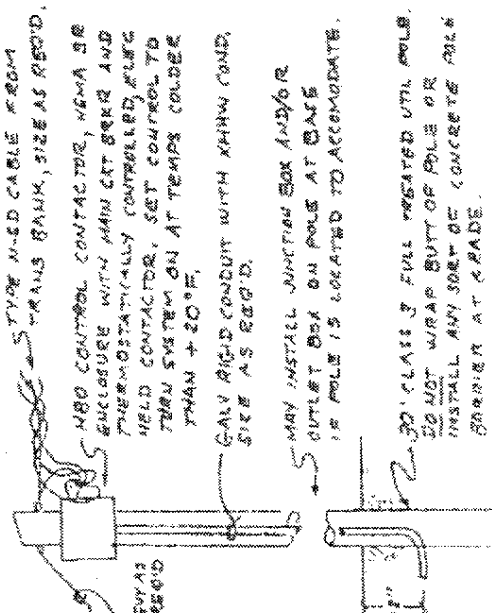 TYPE N-SD CABLE FROM
TRANS BANK, SIZE AS REQ'D.
HBO CONTROL CONTACTOR, NEMA 3R
ENCLOSURE WITH MAIN CKT BRKR AND
THERMOSTATICALLY CONTROLLED, ELEC
HELD CONTACTOR. SET CONTROL TO
TURN SYSTEM ON AT TEMPS COLDER
THAN +20°F.
GALV RIGID CONDUIT WITH XHHW COND,
SIZE AS REQ'D.
MAY INSTALL JUNCTION BOX AND/OR
OUTLET BOX ON POLE AT BASE
IF POLE IS LOCATED TO ACCOMODATE.
30' CLASS 3 FULL TREATED UTIL POLE.
DO NOT WRAP BUTT OF POLE OR
INSTALL ANY SORT OF CONCRETE POLE
BARRIER AT GRADE.
GUY AS
REQ'D